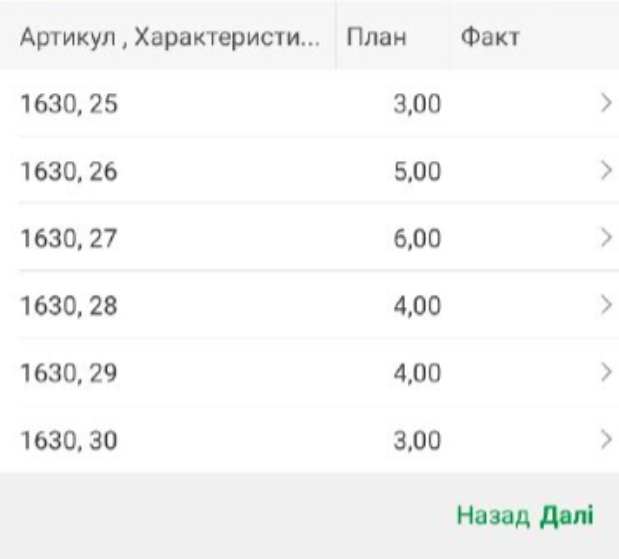 Артикул , Характеристи... План Факт
1630, 25 3,00
1630, 26 5,00
1630, 27 6,00
1630, 28 4,00
1630, 29 4,00
1630, 30 3,00
Назад Далі